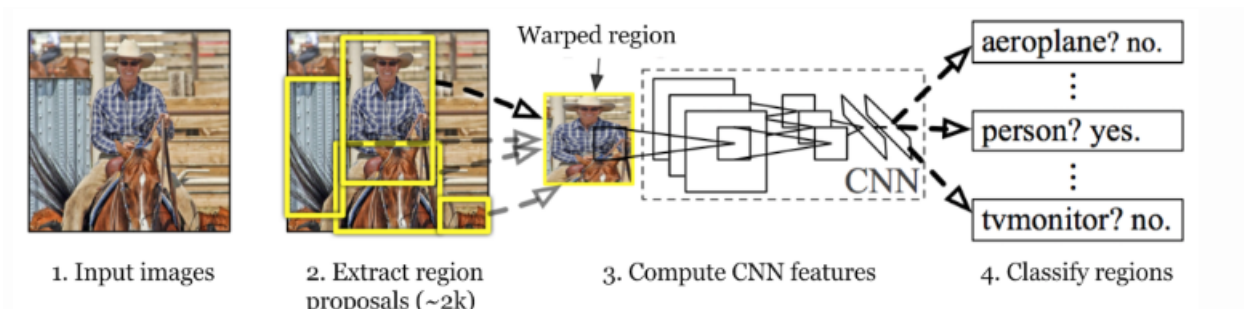 Warped region
aeroplane? no.
⋮
person? yes.
⋮
CNN
tvmonitor? no.
1. Input images
2. Extract region
proposals (~2k)
3. Compute CNN features
4. Classify regions